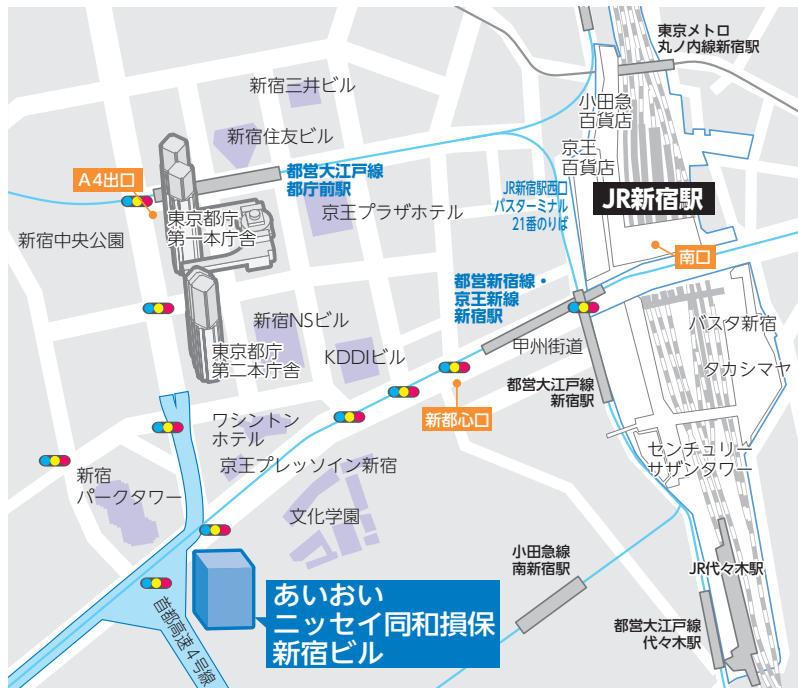 東京メトロ
丸ノ内線新宿駅
新宿三井ビル
小田急
百貨店
新宿住友ビル
京王
百貨店
都営大江戸線
都庁前駅
A4出口
JR新宿駅西口
バスターミナル
21番のりば
JR新宿駅
東京都庁
第一本庁舎
京王プラザホテル
新宿中央公園
南口
都営新宿線・
京王新線
新宿駅
新宿NSビル
バスタ新宿
甲州街道
東京都庁
第二本庁舎
KDDIビル
タカシマヤ
都営大江戸線
新宿駅
新都心口
ワシントン
ホテル
センチュリー
サザンタワー
京王プレッソイン新宿
新宿
パークタワー
文化学園
小田急線
南新宿駅
JR代々木駅
あいおい
ニッセイ同和損保
新宿ビル
首都高速4号線
都営大江戸線
代々木駅